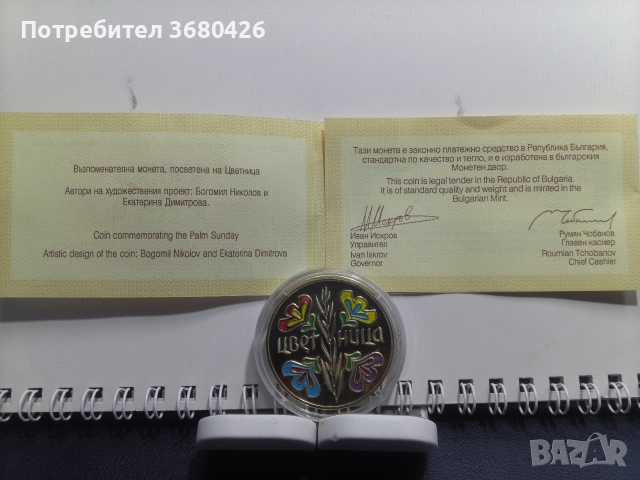 Потребител 3680426
Възпоменателна монета, посветена на Цветница
Автори на художествения проект: Богомил Николов и
Екатерина Димитрова.
Coin commemorating the Palm Sunday
Artistic design of the coin: Bogomil Nikolov and Ekaterina Dimitrova
Тази монета е законно платежно средство в Република България,
стандартна по качество и тегло, и е изработена в българския
Монетен двор.
This coin is legal tender in the Republic of Bulgaria.
It is of standard quality and weight and is minted in the
Bulgarian Mint.
Иван Искров
Управител
Ivan Iskrov
Governor
Румян Чобанов
Главен касиер
Roumian Tchobanov
Chief Cashier
ЦВЕТНИЦА
BAZAR